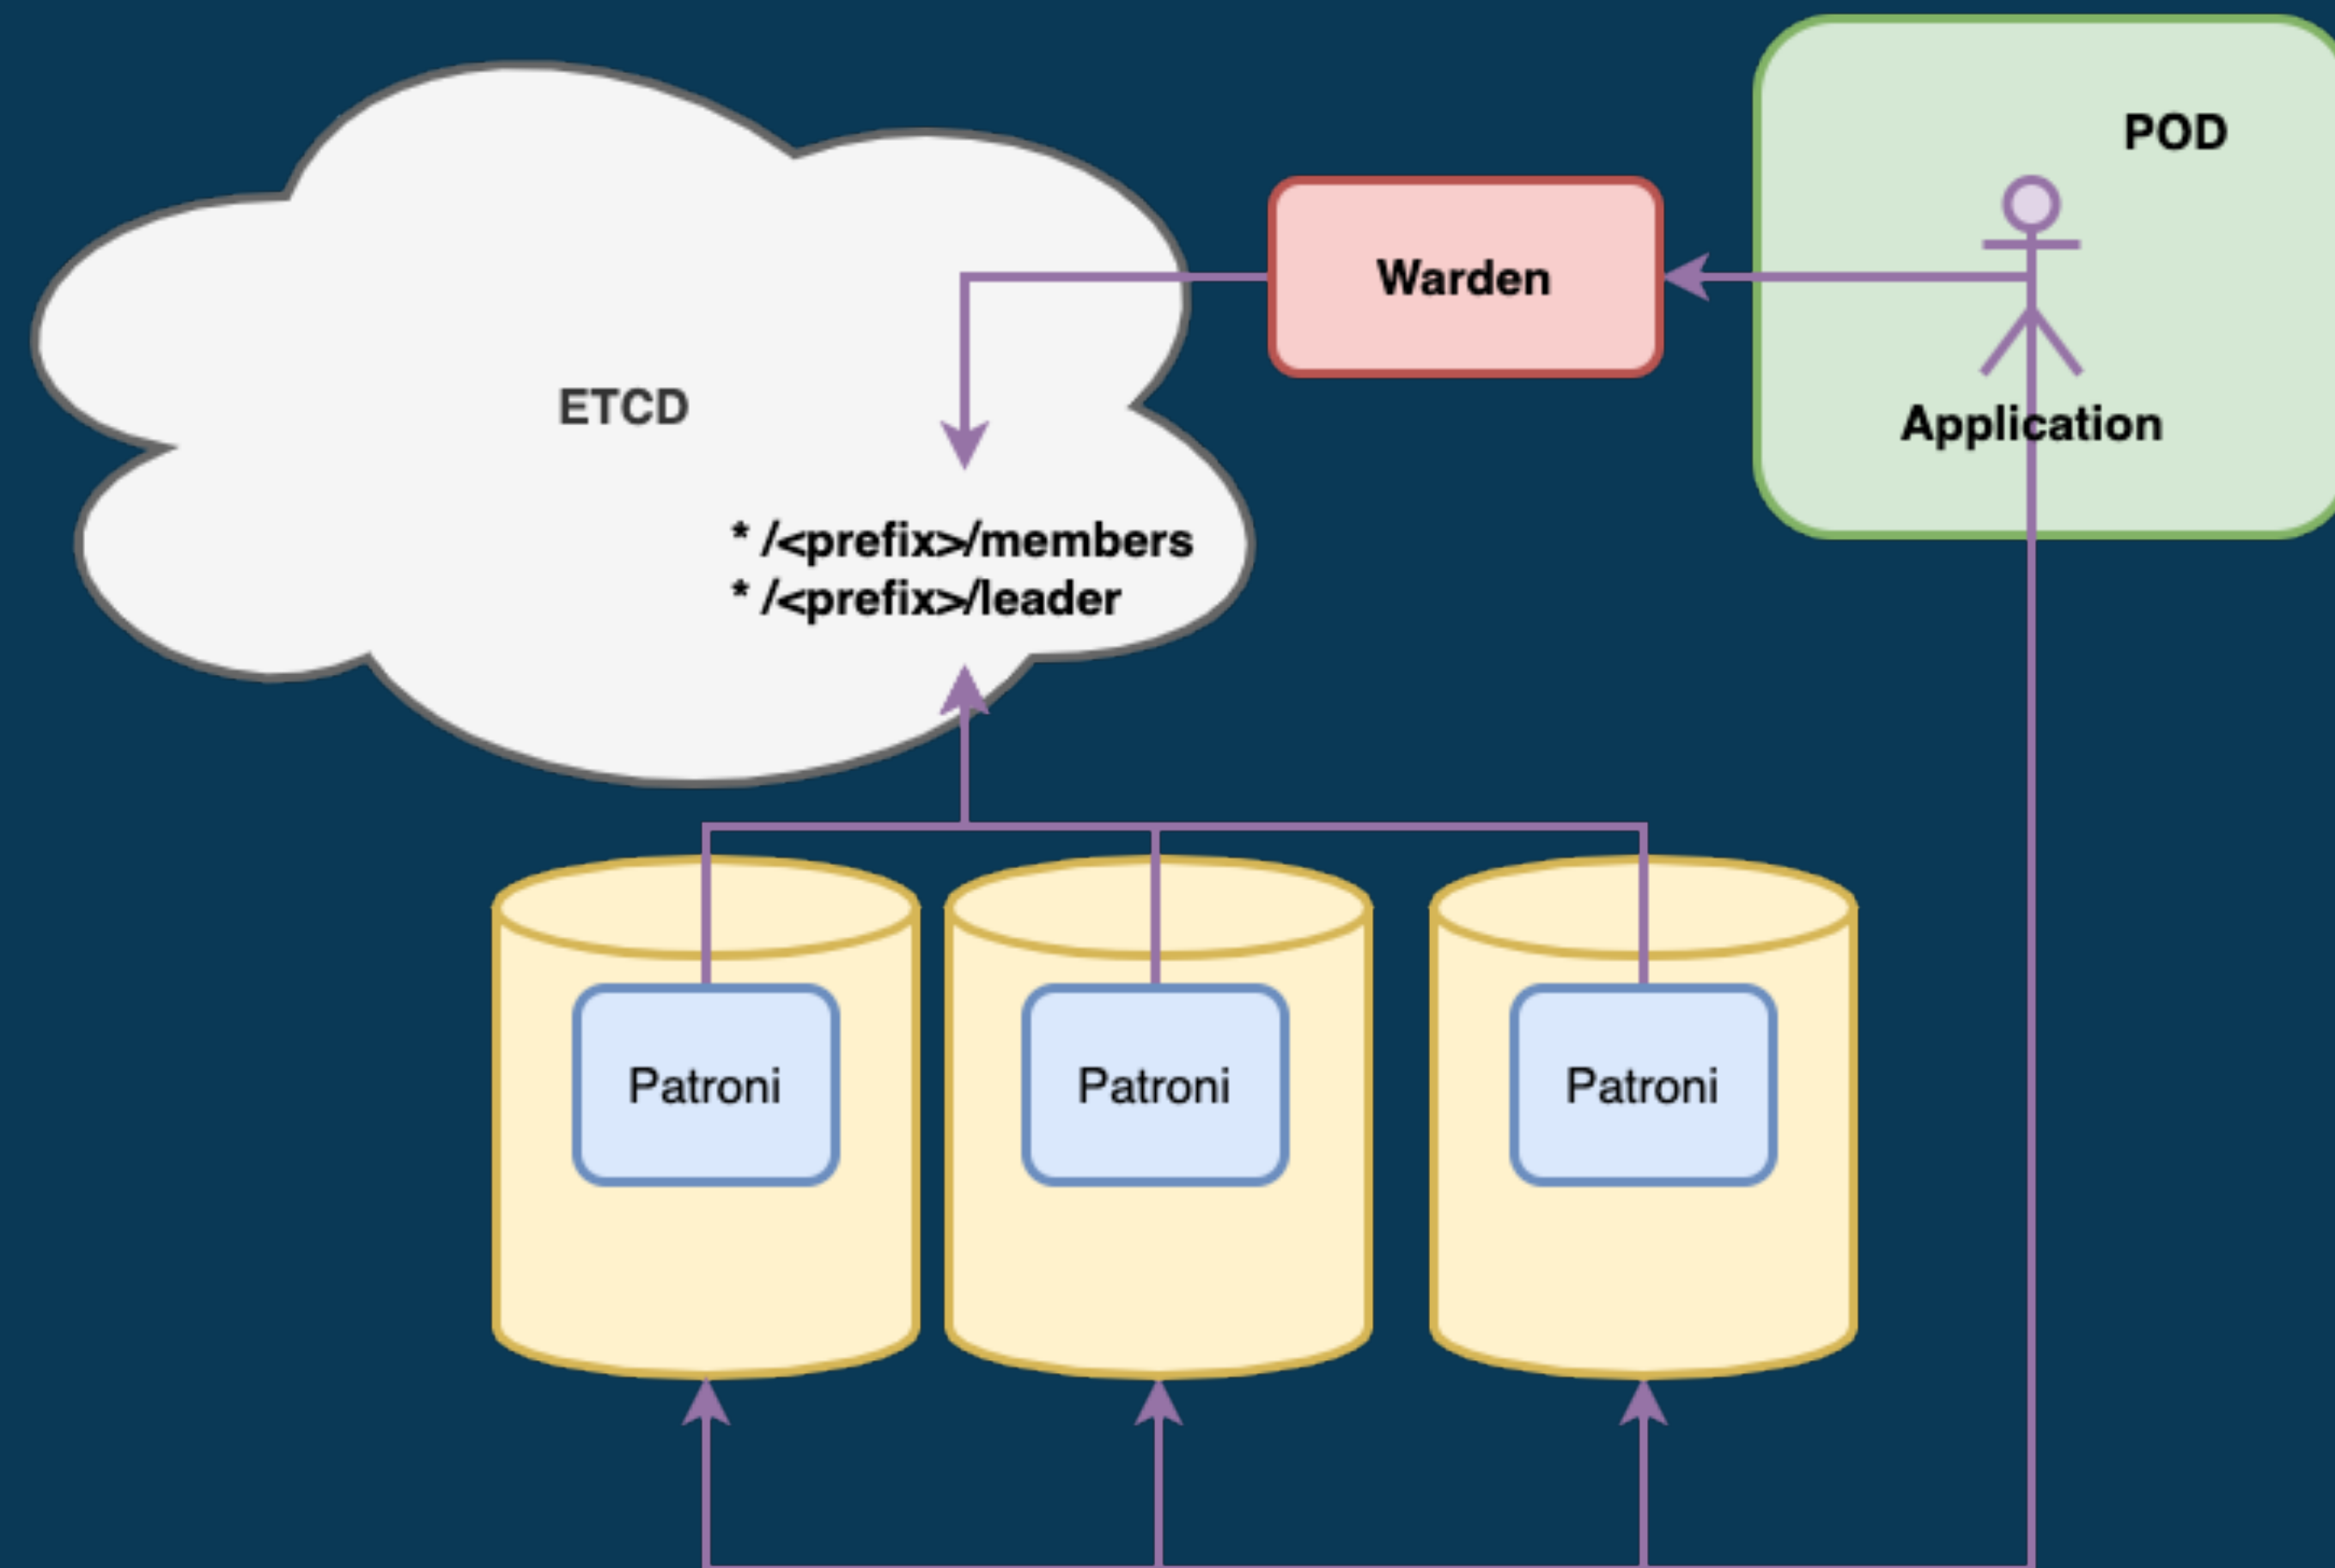 POD
Warden
ETCD
Application
* /<prefix>/members
* /<prefix>/leader
Patroni
Patroni
Patroni